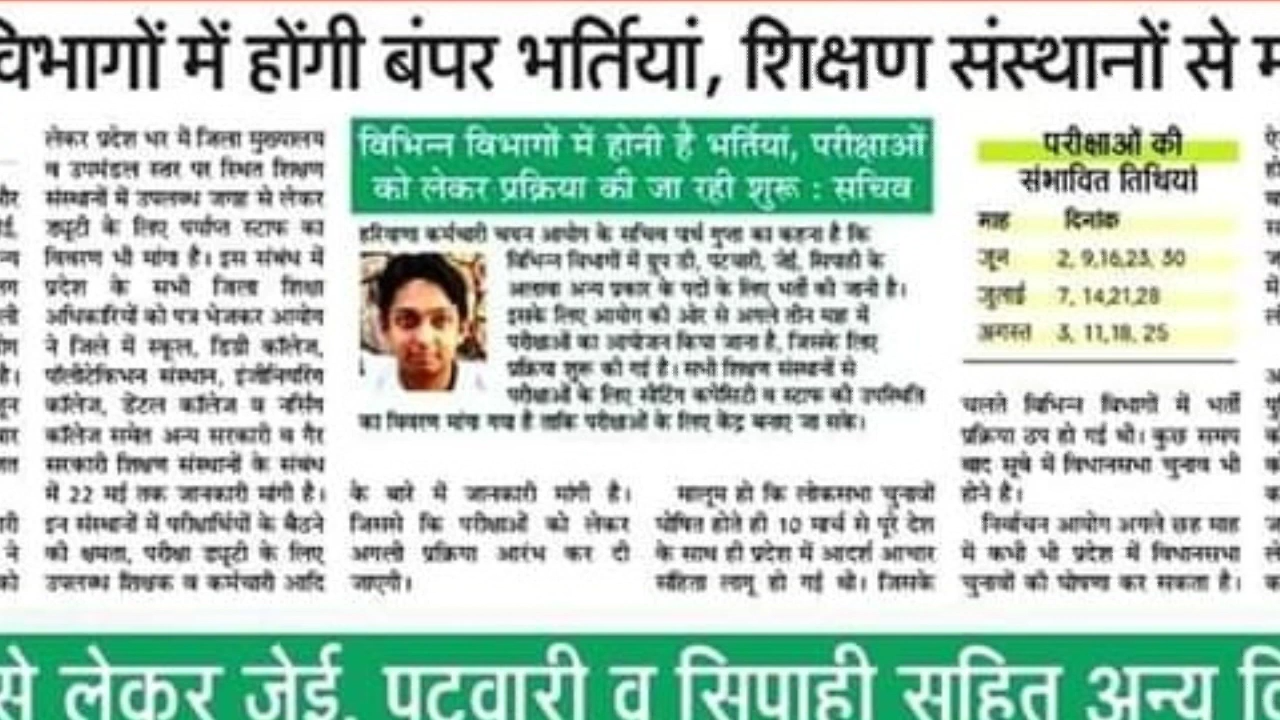 विभागों में होंगी बंपर भर्तियां, शिक्षण संस्थानों से
लेकर प्रदेश भर में जिला मुख्यालय
व उपमंडल स्तर पर स्थित शिक्षण
संस्थानों में उपलब्ध जगह से लेकर
ड्यूटी के लिए पर्याप्त स्टाफ का
विवरण भी मांगा है। इस संबंध में
प्रदेश के सभी जिला शिक्षा
अधिकारियों को पत्र भेजकर आयोग
ने जिले में स्कूल, डिग्री कॉलेज,
पॉलीटेक्निक संस्थान, इंजीनियरिंग
कॉलेज, डेंटल कॉलेज व नर्सिंग
कॉलेज समेत अन्य सरकारी व गैर
सरकारी शिक्षण संस्थानों के संबंध
में 22 मई तक जानकारी मांगी है।
इन संस्थानों में परीक्षार्थियों के बैठने
की क्षमता, परीक्षा ड्यूटी के लिए
उपलब्ध शिक्षक व कर्मचारी आदि
विभिन्न विभागों में होनी है भर्तियां, परीक्षाओं
को लेकर प्रक्रिया की जा रही शुरू : सचिव
हरियाणा कर्मचारी चयन आयोग के सचिव पार्थ गुप्ता का कहना है कि
विभिन्न विभागों में ग्रुप डी, पटवारी, जेई, सिपाही के
अलावा अन्य प्रकार के पदों के लिए भर्ती की जानी है।
इसके लिए आयोग की ओर से अगले तीन माह में
परीक्षाओं का आयोजन किया जाना है, जिसके लिए
प्रक्रिया शुरू की गई है। सभी शिक्षण संस्थानों से
परीक्षाओं के लिए सीटिंग कपेसिटी व स्टाफ की उपस्थिति
का विवरण मांगा गया है ताकि परीक्षाओं के लिए केंद्र बनाए जा सके।
के बारे में जानकारी मांगी है।
जिससे कि परीक्षाओं को लेकर
अगली प्रक्रिया आरंभ कर दी
जाएगी।
मालूम हो कि लोकसभा चुनावों
घोषित होते ही 10 मार्च से पूरे देश
के साथ ही प्रदेश में आदर्श आचार
संहिता लागू हो गई थी। जिसके
परीक्षाओं की
संभावित तिथियां
माह दिनांक
जून 2, 9,16,23, 30
जुलाई 7, 14,21,28
अगस्त 3, 11,18, 25
चलते विभिन्न विभागों में भर्ती
प्रक्रिया ठप हो गई थी। कुछ समय
बाद सूबे में विधानसभा चुनाव भी
होने है।
निर्वाचन आयोग अगले छह माह
में कभी भी प्रदेश में विधानसभा
चुनावों की घोषणा कर सकता है।
से लेकर जेई, पटवारी व सिपाही सहित अन्य